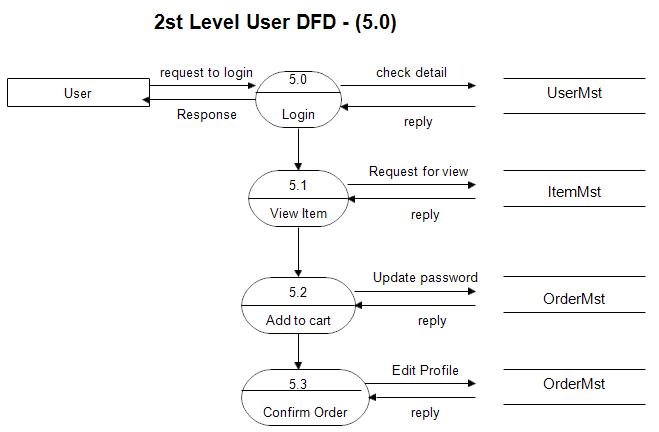 2st Level User DFD - (5.0)
request to login
5.0
check detail
User
UserMst
Response
Login
reply
Request for view
5.1
ItemMst
View Item
reply
Update password
5.2
OrderMst
Add to cart
reply
Edit Profile
5.3
OrderMst
Confirm Order
reply